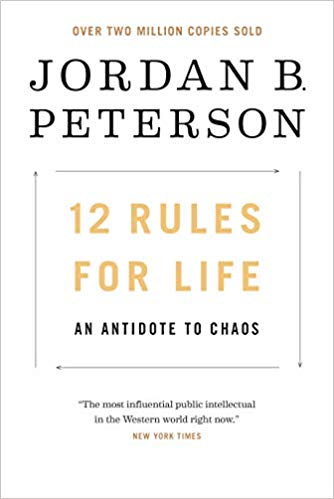 OVER TWO MILLION COPIES SOLD
JORDAN B.
PETERSON
12 RULES
FOR LIFE
AN ANTIDOTE TO CHAOS
“The most influential public intellectual
in the Western world right now.”
NEW YORK TIMES